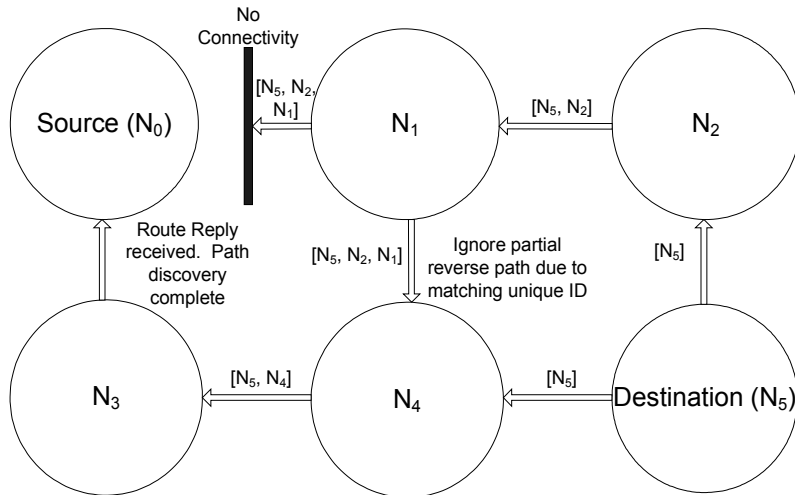 No
Connectivity
Source (N₀)
[N₅, N₂,
N₁]
N₁
[N₅, N₂]
N₂
Route Reply
received. Path
discovery
complete
[N₅, N₂, N₁]
Ignore partial
reverse path due to
matching unique ID
[N₅]
N₃
[N₅, N₄]
N₄
[N₅]
Destination (N₅)